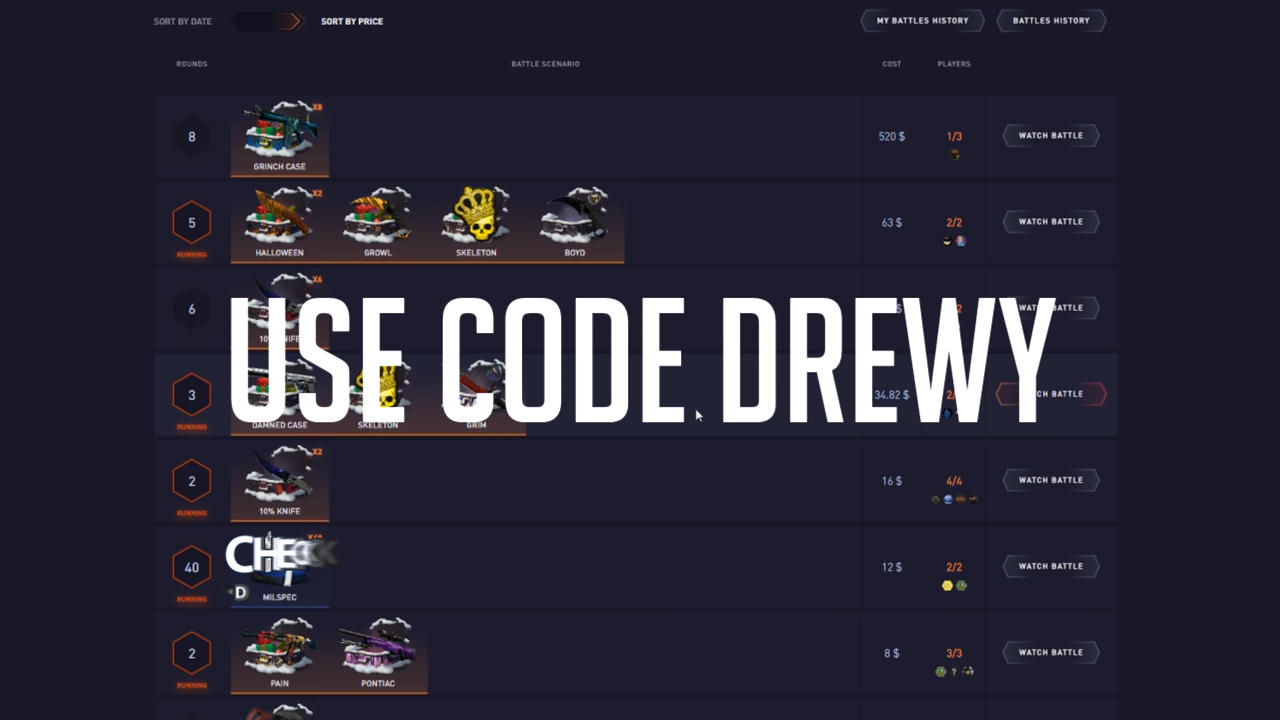 SORT BY DATE SORT BY PRICE MY BATTLES HISTORY BATTLES HISTORY
ROUNDS BATTLE SCENARIO COST PLAYERS
X8
8 520 $ 1/3 WATCH BATTLE
GRINCH CASE
X2
5 63 $ 2/2 WATCH BATTLE
RUNNING HALLOWEEN GROWL SKELETON BOYD
X6
6
USE CODE DREWY
3 34.82 $ WATCH BATTLE
RUNNING DAMNED CASE SKELETON GRIM
X2
2 16 $ 4/4 WATCH BATTLE
RUNNING 10% KNIFE
CHECK
40 12 $ 2/2 WATCH BATTLE
D
RUNNING MILSPEC
2 8 $ 3/3 WATCH BATTLE
RUNNING PAIN PONTIAC